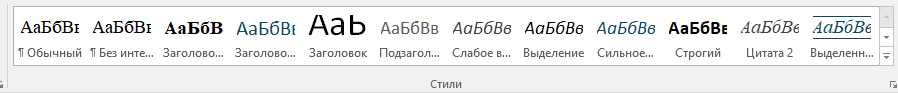 АаБбВв АаБбВв АаБбВ АаБбВв АаЬ АаБбВв АаБбВв АаБбВв АаБбВв АаБбВв АаБбВв АаБбВв
¶ Обычный ¶ Без инте... Заголово... Заголово... Заголовок Подзагол... Слабое в... Выделение Сильное... Строгий Цитата 2 Выделенн...
Стили